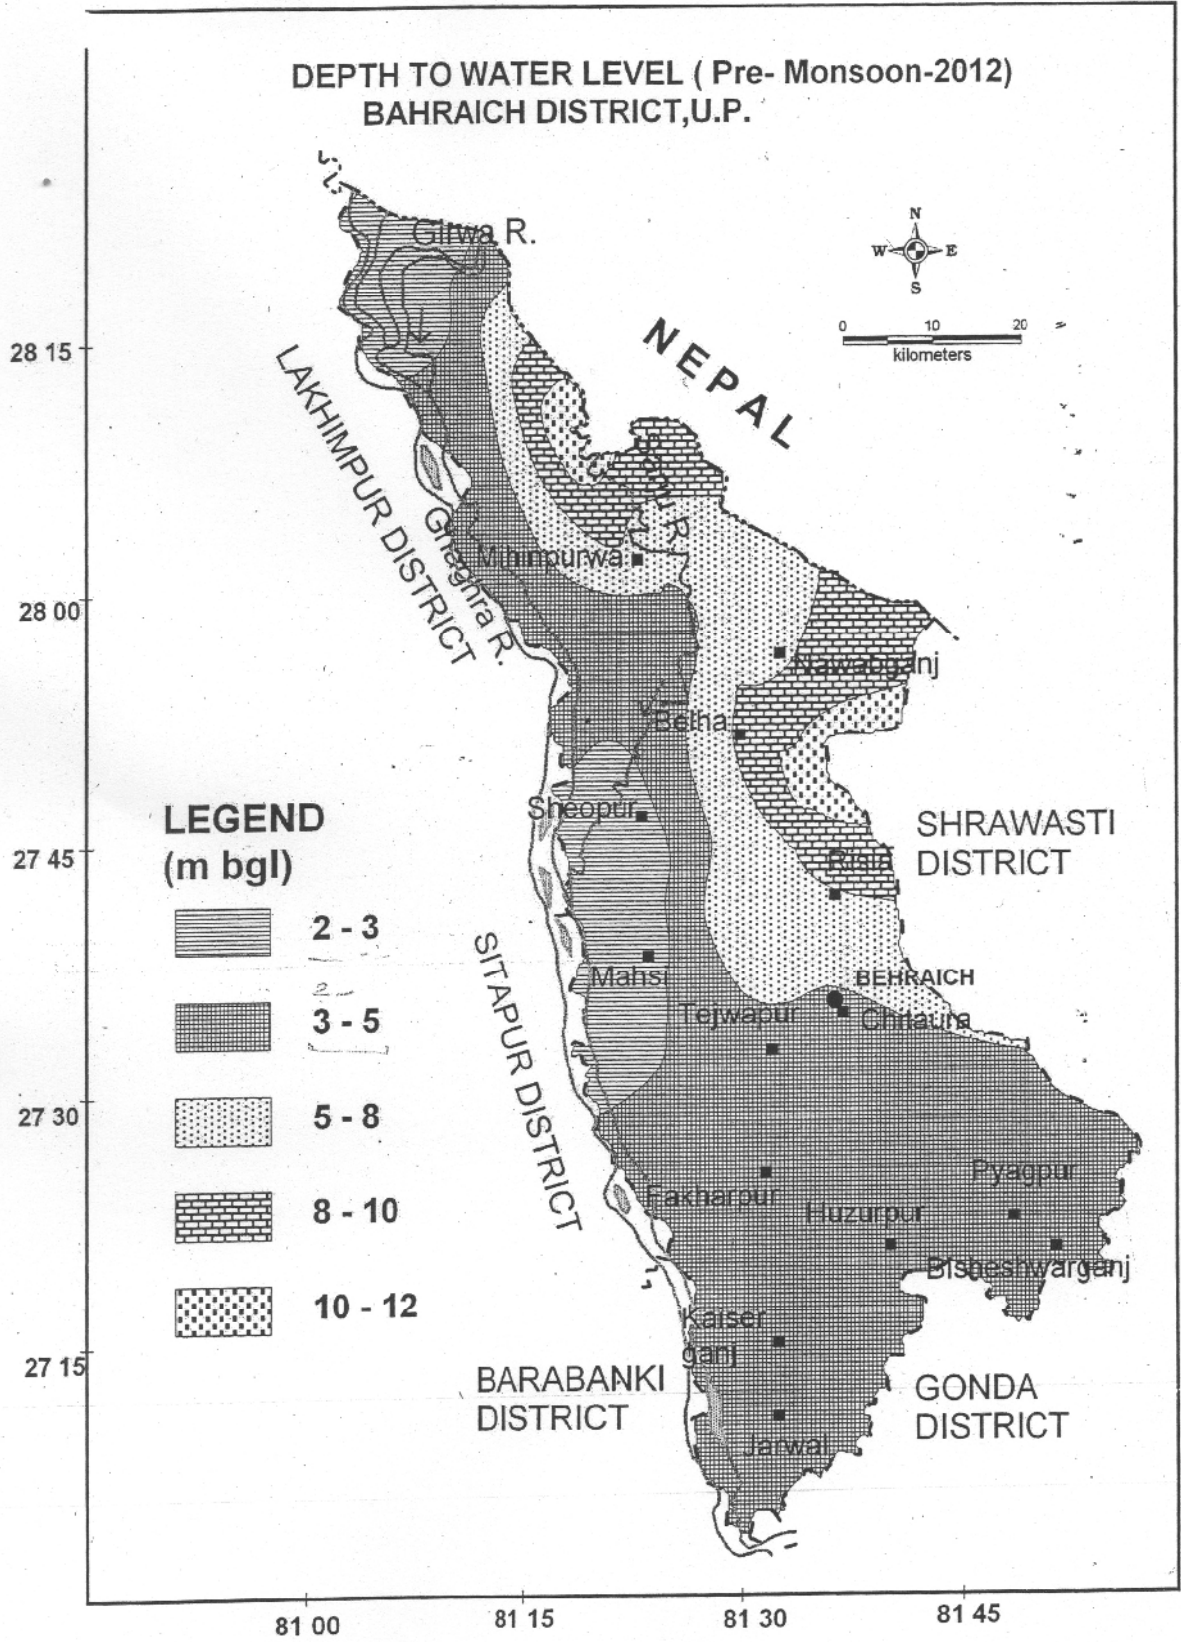 DEPTH TO WATER LEVEL ( Pre- Monsoon-2012)
BAHRAICH DISTRICT,U.P.
Girwa R.
N
W E
S
0 10 20
kilometers
NEPAL
28 15
LAKHIMPUR DISTRICT
Ghaghra R.
Mihinpurwa
28 00
Nawabganj
Belha
Sheopur
LEGEND
(m bgl)
SHRAWASTI
DISTRICT
27 45
Risia
2 - 3
3 - 5
5 - 8
8 - 10
10 - 12
SITAPUR DISTRICT
Mahsi
BEHRAICH
Tejwapur
Chitaura
27 30
Pyagpur
Fakharpur
Huzurpur
Bisheshwarganj
Kaiser
ganj
27 15
BARABANKI
DISTRICT
GONDA
DISTRICT
Jarwal
81 00
81 15
81 30
81 45